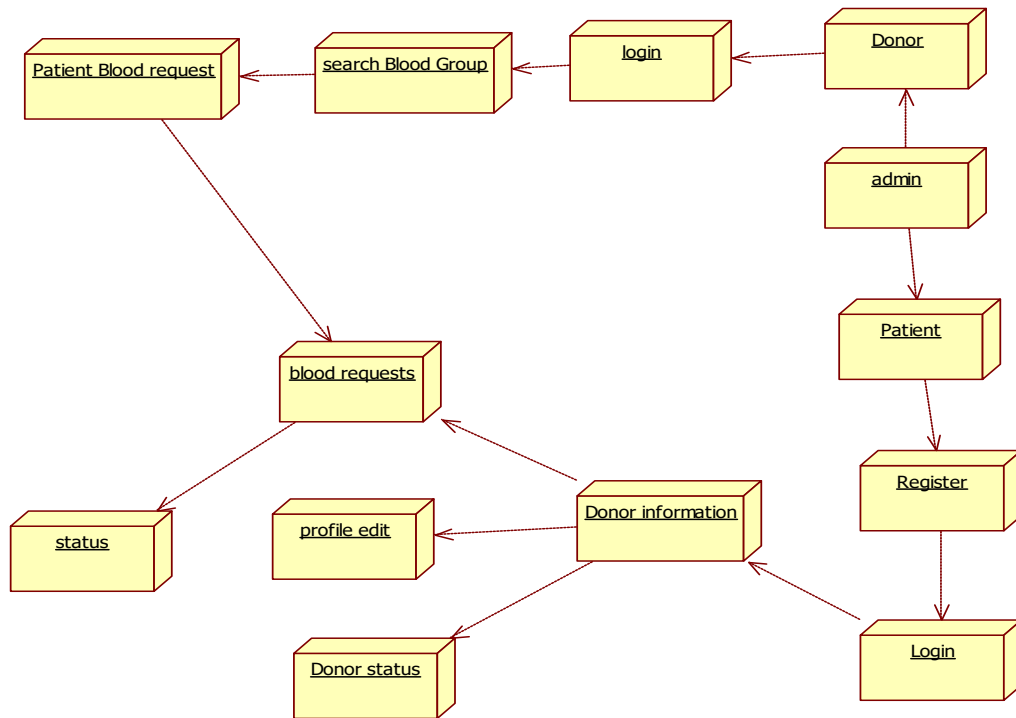 Donor
login
search Blood Group
Patient Blood request
admin
Patient
blood requests
Register
Donor information
profile edit
status
Login
Donor status